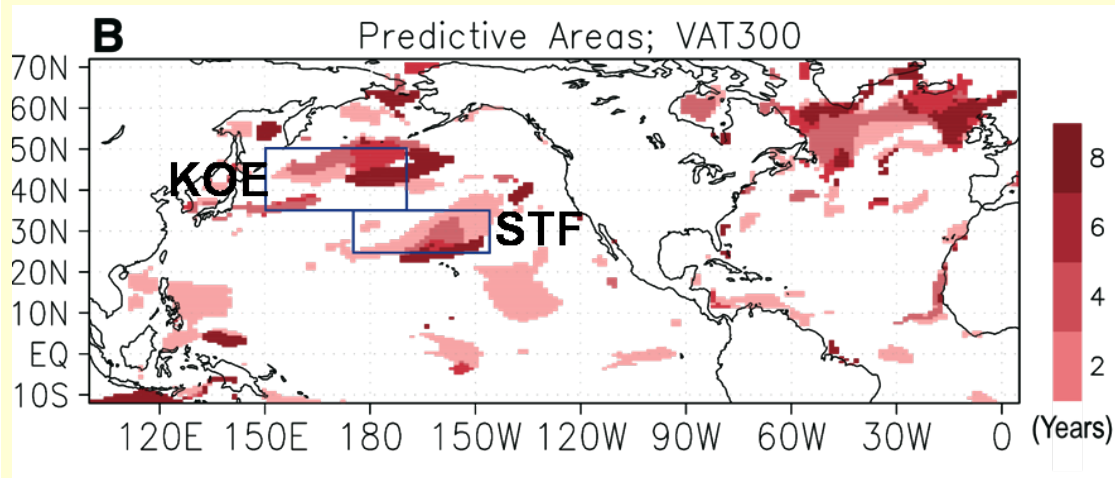 B
Predictive Areas; VAT300
70N
60N
50N
40N
30N
20N
10N
EQ
10S
KOE
STF
8
6
4
2
(Years)
120E 150E 180 150W 120W 90W 60W 30W 0